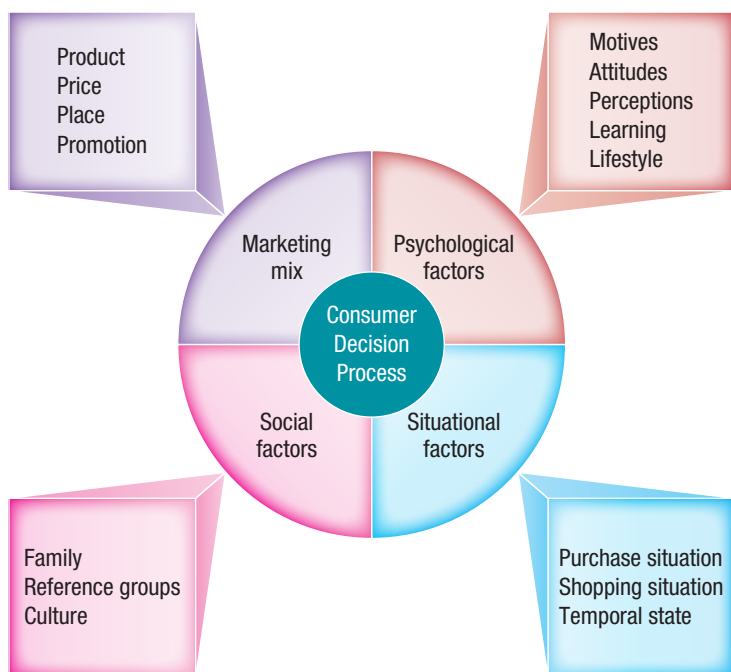 Product
Price
Place
Promotion
Motives
Attitudes
Perceptions
Learning
Lifestyle
Marketing
mix
Psychological
factors
Consumer
Decision
Process
Social
factors
Situational
factors
Family
Reference groups
Culture
Purchase situation
Shopping situation
Temporal state